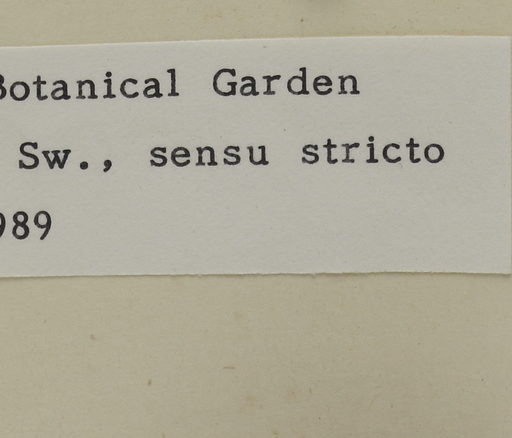 Botanical Garden
Sw., sensu stricto
989